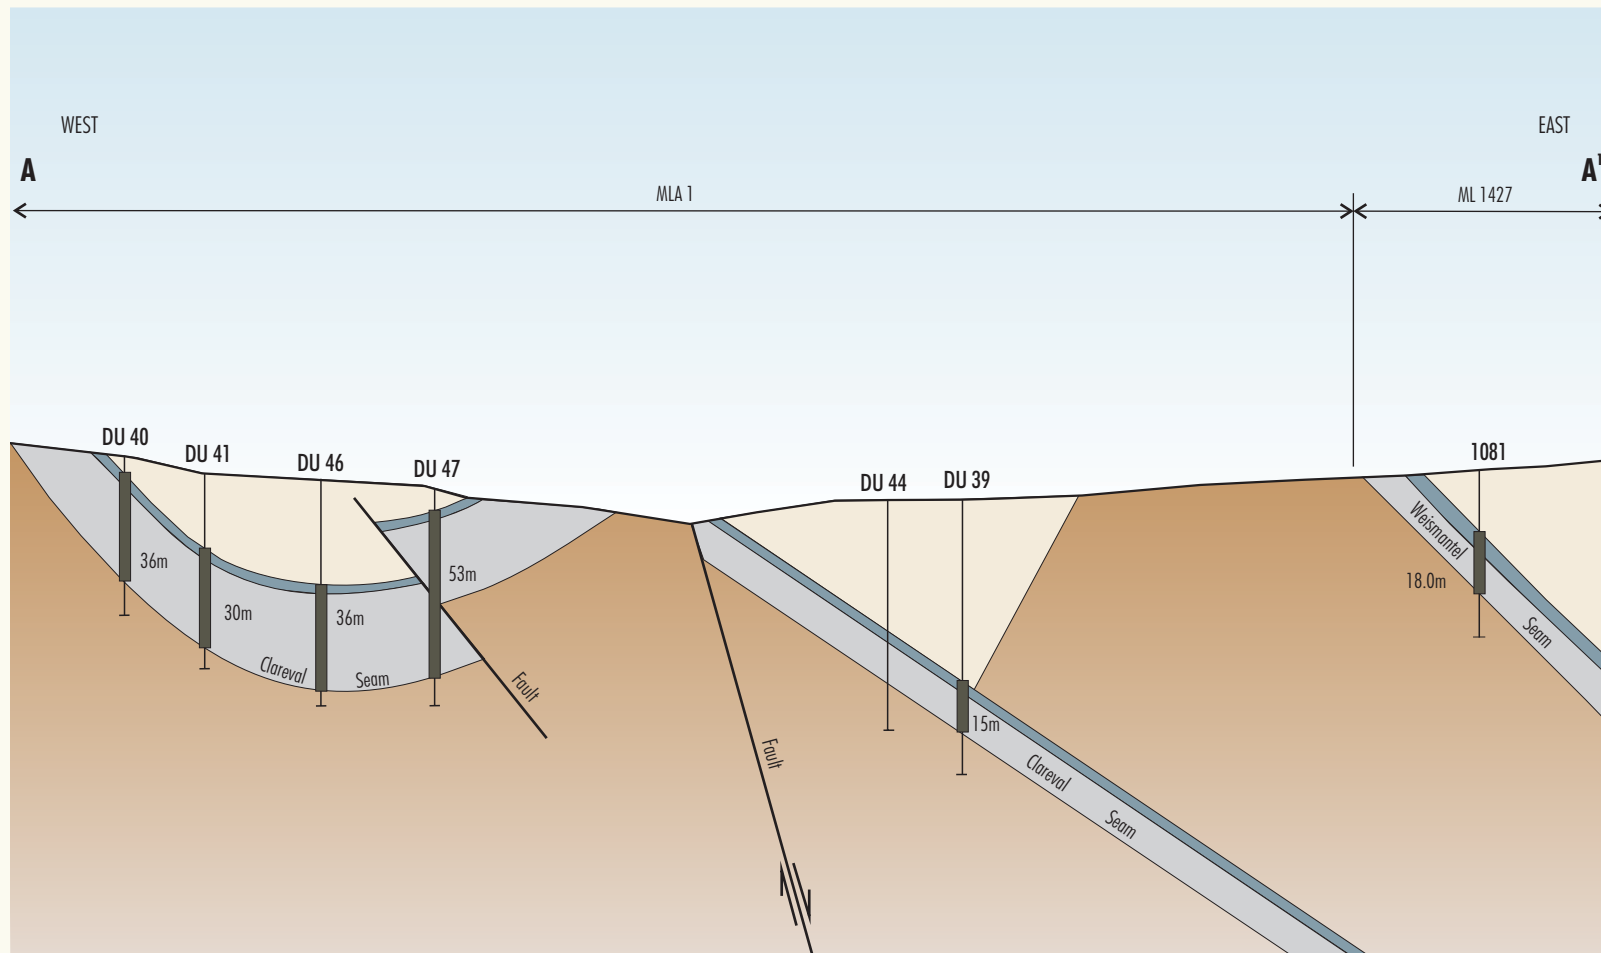 WEST
EAST
A
A1
MLA 1
ML 1427
DU 40
DU 41
DU 46
DU 47
DU 44
DU 39
1081
36m
30m
36m
53m
Clareval Seam
Fault
Fault
15m
Clareval Seam
Weismantel Seam
18.0m